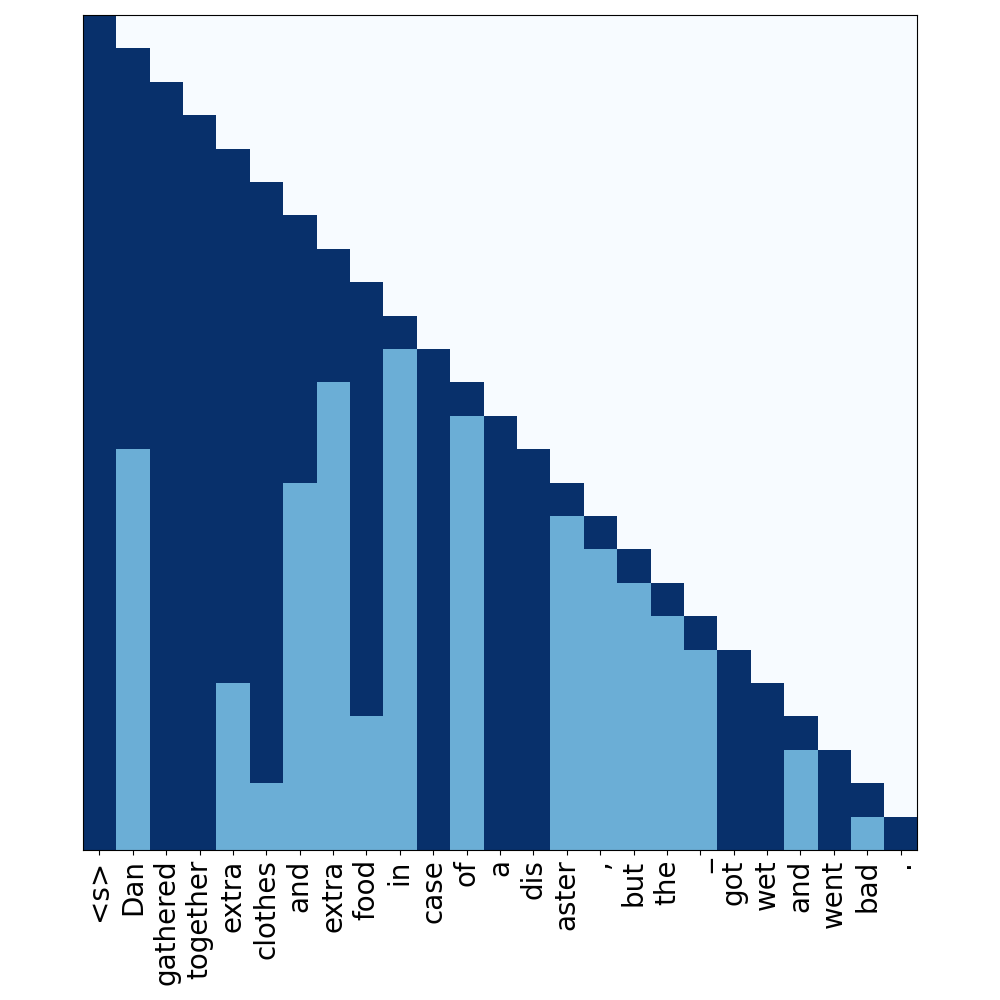 <s>
Dan
gathered
together
extra
clothes
and
extra
food
in
case
of
a
dis
aster
,
but
the
_
got
wet
and
went
bad
.